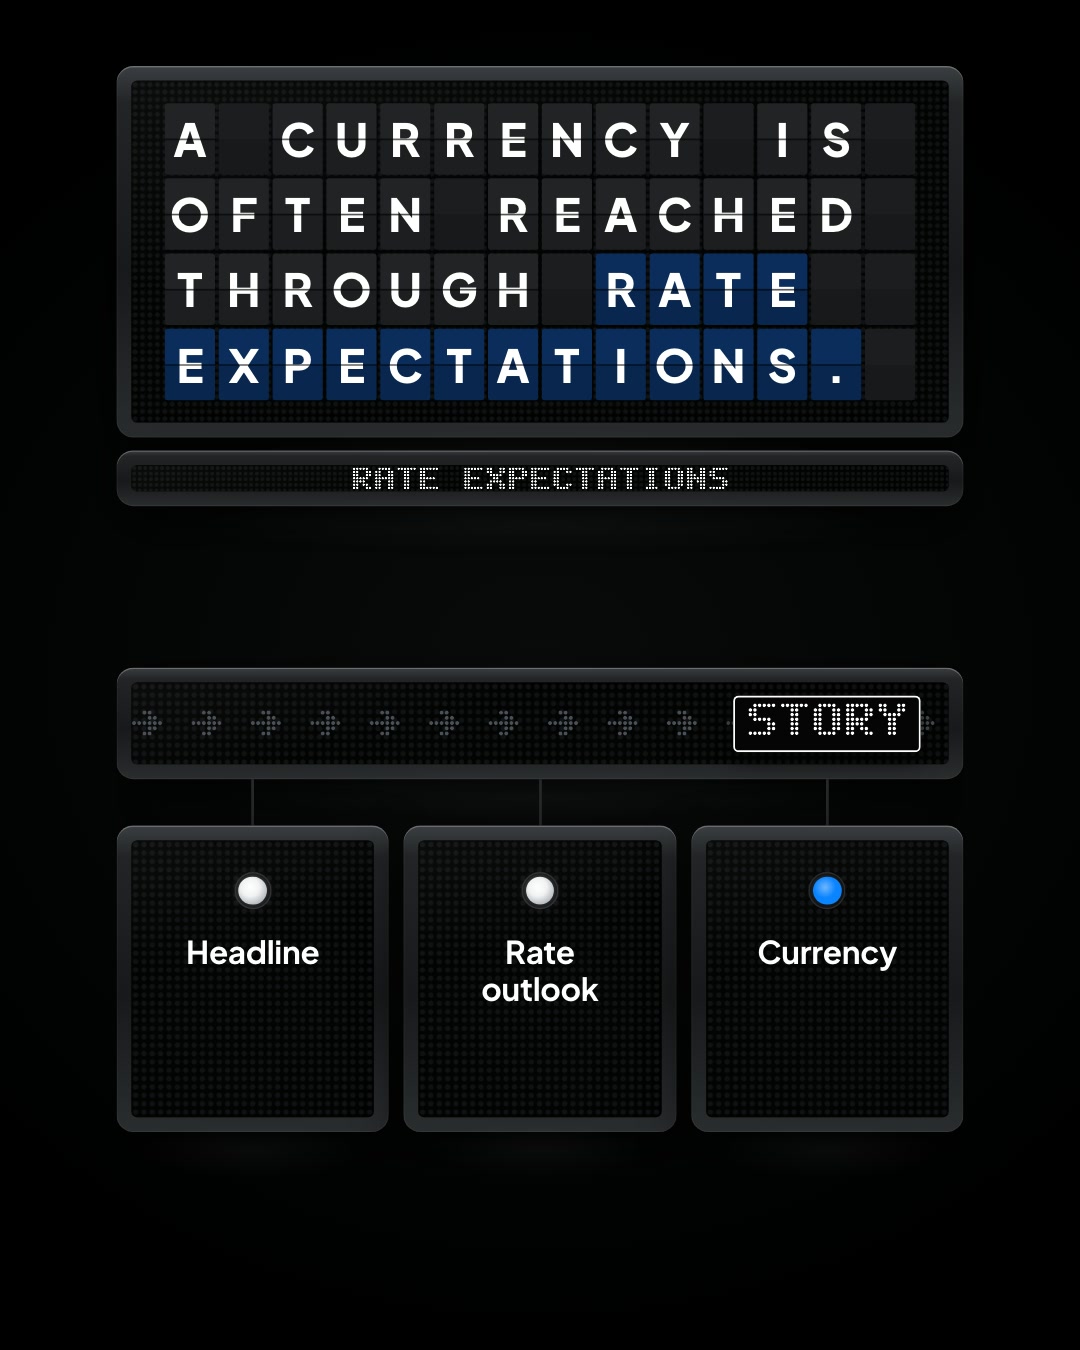 A CURRENCY IS
OFTEN REACHED
THROUGH RATE
EXPECTATIONS.
RATE EXPECTATIONS
STORY
Headline
Rate
outlook
Currency